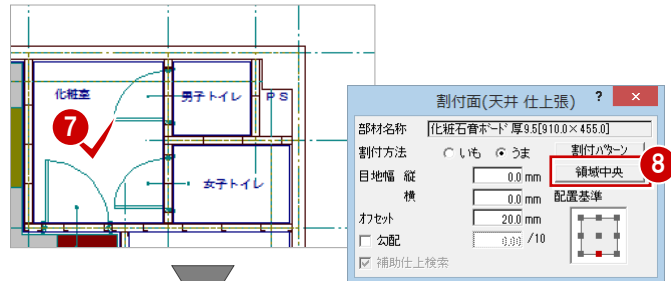 化粧室
男子トイレ
PS
7
女子トイレ
割付面(天井 仕上張) ? ×
部材名称 化粧石膏ボード 厚9.5[910.0×455.0]
割付方法 いも うま 割付パターン
領域中央 8
目地幅 縦 0.0 mm
横 0.0 mm 配置基準
オフセット 20.0 mm
勾配 0.00 /10
補助仕上検索